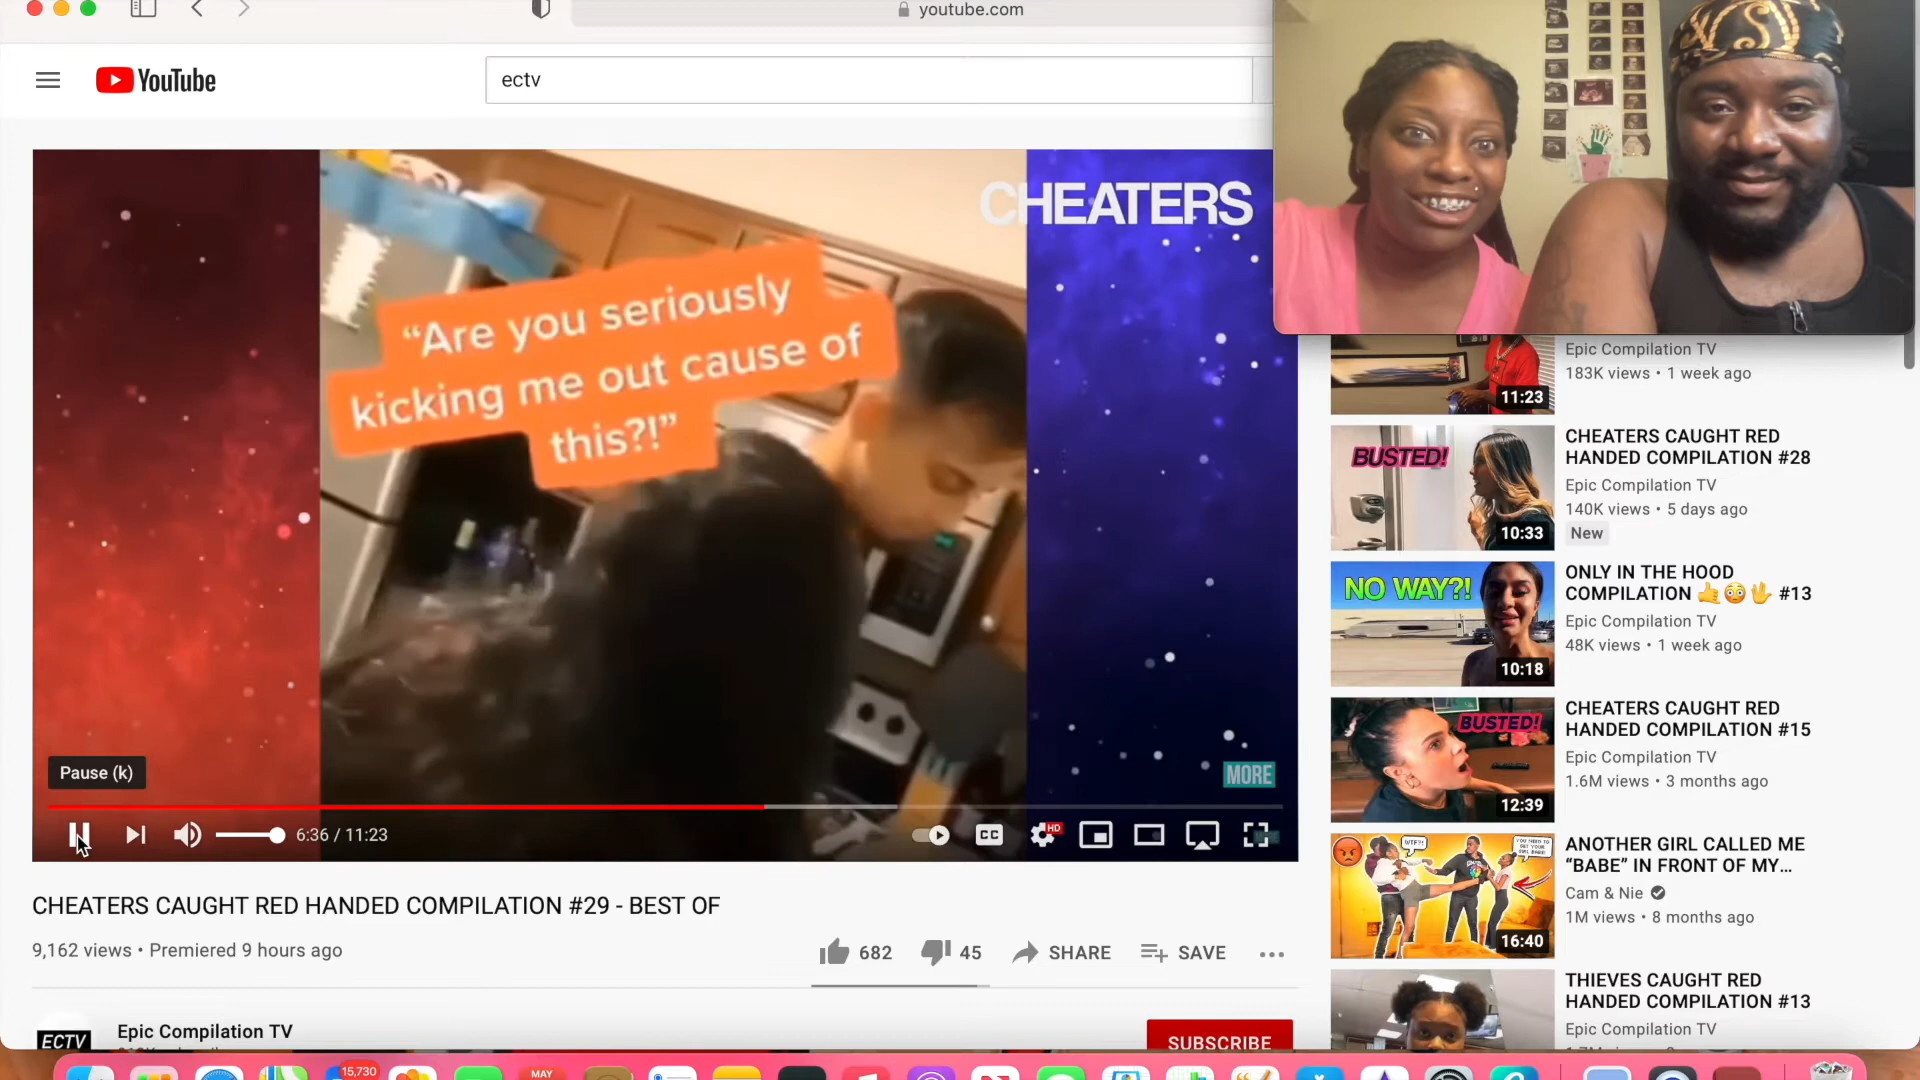 youtube.com
YouTube
ectv
CHEATERS
“Are you seriously
kicking me out cause of
this?!”
MORE
Pause (k)
6:36 / 11:23
CC
HD
CHEATERS CAUGHT RED HANDED COMPILATION #29 - BEST OF
9,162 views • Premiered 9 hours ago
682
45
SHARE
SAVE
ECTV
Epic Compilation TV
SUBSCRIBE
Epic Compilation TV
183K views • 1 week ago
11:23
BUSTED!
10:33
CHEATERS CAUGHT RED
HANDED COMPILATION #28
Epic Compilation TV
140K views • 5 days ago
New
NO WAY?!
10:18
ONLY IN THE HOOD
COMPILATION 🤙😳🖖 #13
Epic Compilation TV
48K views • 1 week ago
BUSTED!
12:39
CHEATERS CAUGHT RED
HANDED COMPILATION #15
Epic Compilation TV
1.6M views • 3 months ago
WTF?!
16:40
ANOTHER GIRL CALLED ME
“BABE” IN FRONT OF MY...
Cam & Nie
1M views • 8 months ago
THIEVES CAUGHT RED
HANDED COMPILATION #13
Epic Compilation TV
15,730
MAY